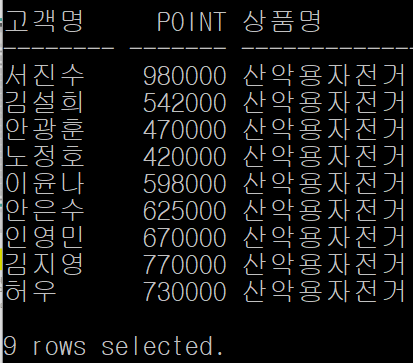 고객명 POINT 상품명
-------- ------- -------------
서진수 980000 산악용자전거
김설희 542000 산악용자전거
안광훈 470000 산악용자전거
노정호 420000 산악용자전거
이윤나 598000 산악용자전거
안은수 625000 산악용자전거
인영민 670000 산악용자전거
김지영 770000 산악용자전거
허우 730000 산악용자전거
9 rows selected.